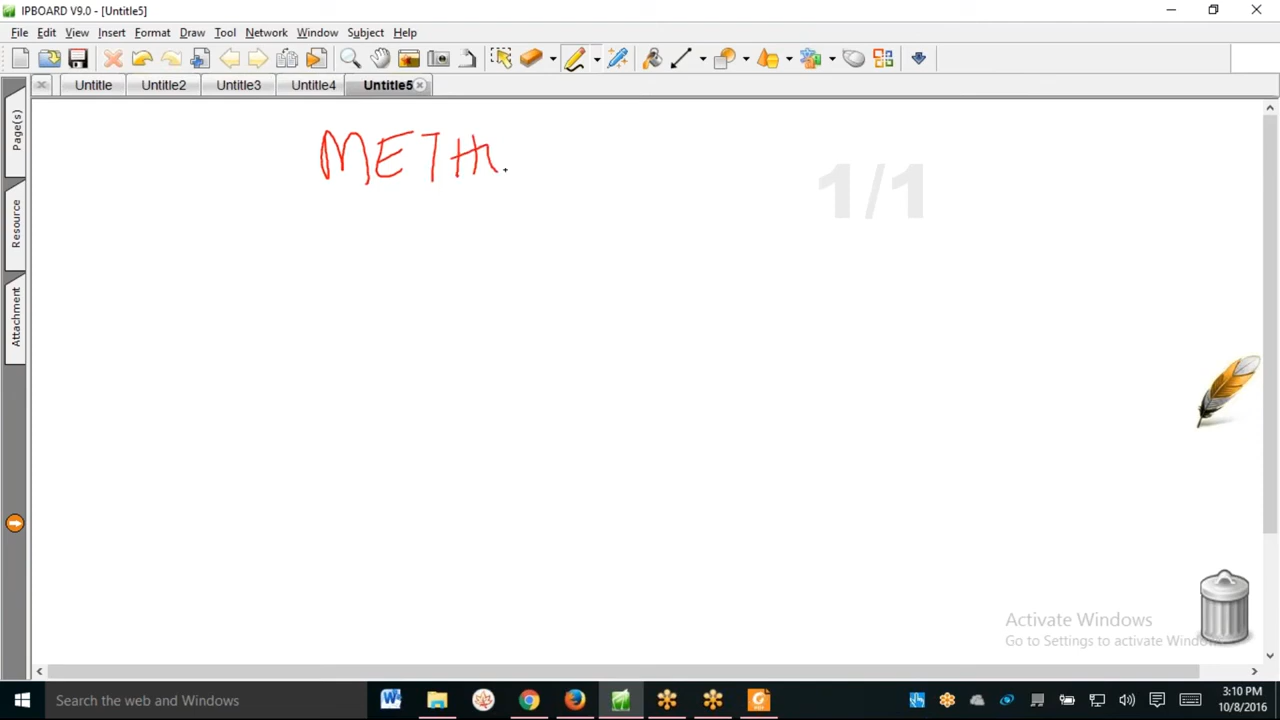 IPBOARD V9.0 - [Untitle5]
File Edit View Insert Format Draw Tool Network Window Subject Help
Untitle Untitle2 Untitle3 Untitle4 Untitle5
Page(s)
Resource
Attachment
METH
1/1
Activate Windows
Go to Settings to activate Windows.
Search the web and Windows
3:10 PM
10/8/2016